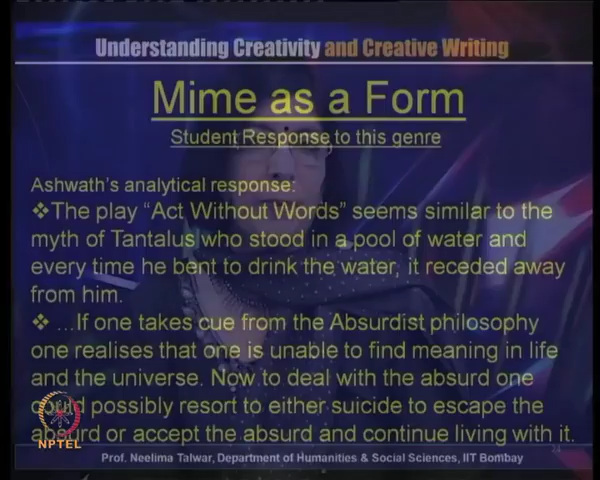 Understanding Creativity and Creative Writing
Mime as a Form
Student Response to this genre
Ashwath's analytical response:
❖The play “Act Without Words” seems similar to the
myth of Tantalus who stood in a pool of water and
every time he bent to drink the water, it receded away
from him.
❖ ...If one takes cue from the Absurdist philosophy
one realises that one is unable to find meaning in life
and the universe. Now to deal with the absurd one
could possibly resort to either suicide to escape the
absurd or accept the absurd and continue living with it.
NPTEL
Prof. Neelima Talwar, Department of Humanities & Social Sciences, IIT Bombay
24